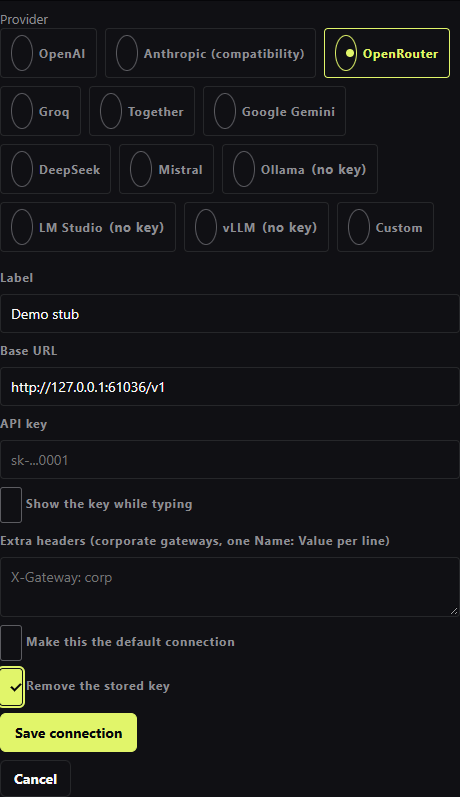 Provider
OpenAI Anthropic (compatibility) OpenRouter
Groq Together Google Gemini
DeepSeek Mistral Ollama (no key)
LM Studio (no key) vLLM (no key) Custom
Label
Demo stub
Base URL
http://127.0.0.1:61036/v1
API key
sk-...0001
Show the key while typing
Extra headers (corporate gateways, one Name: Value per line)
X-Gateway: corp
Make this the default connection
Remove the stored key
Save connection
Cancel